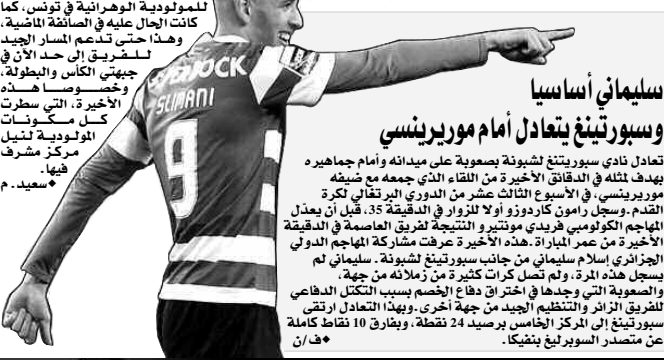 للمولودية الوهرانية في تونس، كما
كانت الحال عليه في الصائفة الماضية،
وهذا حتى تدعم المسار الجيد
للفريق إلى حد الآن في
جبهتي الكأس والبطولة،
وخصوصا هذه
الأخيرة، التي سطرت
كل مكونات
المولودية لنيل
مركز مشرف
فيها.
◆سعيد. م
SLIMANI
9
سليماني أساسيا
وسبورتينغ يتعادل أمام موريرينسي
تعادل نادي سبوريتنغ لشبونة بصعوبة على ميدانه وأمام جماهيره
بهدف لمثله في الدقائق الأخيرة من اللقاء الذي جمعه مع ضيفه
موريرينسي، في الأسبوع الثالث عشر من الدوري البرتغالي لكرة
القدم .وسجل رامون كاردوزو أولا للزوار في الدقيقة 35، قبل أن يعدل
المهاجم الكولومبي فريدي مونتيرو النتيجة لفريق العاصمة في الدقيقة
الأخيرة من عمر المباراة .هذه الأخيرة عرفت مشاركة المهاجم الدولي
الجزائري إسلام سليماني من جانب سبورتينغ لشبونة . سليماني لم
يسجل هذه المرة، ولم تصل كرات كثيرة من زملائه من جهة،
والصعوبة التي وجدها في اختراق دفاع الخصم بسبب التكتل الدفاعي
للفريق الزائر والتنظيم الجيد من جهة أخرى .وبهذا التعادل ارتقى
سبورتينغ إلى المركز الخامس برصيد 24 نقطة، وبفارق 10 نقاط كاملة
عن متصدر السوبرليغ بنفيكا.
◆ف/ن